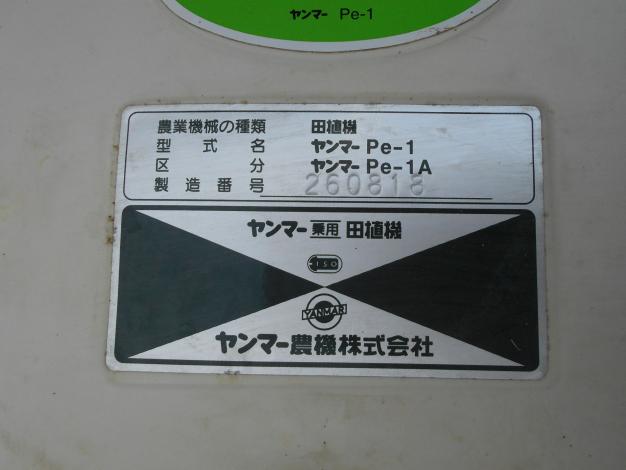 ヤンマー Pe-1
農業機械の種類 田植機
型式名 ヤンマー Pe-1
区分 ヤンマー Pe-1A
製造番号 260818
ヤンマー 乗用 田植機
ISO
YANMAR
ヤンマー農機株式会社